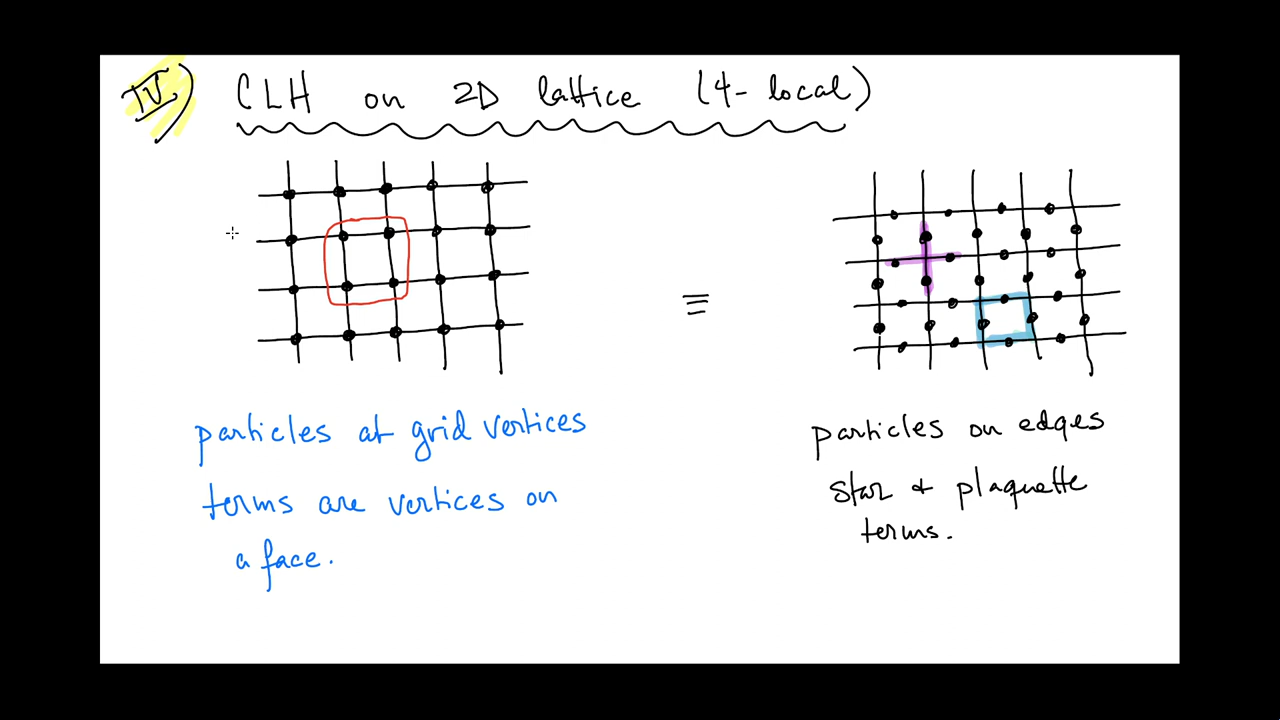 IV)
CLH on 2D lattice (4-local)
≡
particles at grid vertices
terms are vertices on
a face.
particles on edges
star + plaquette
terms.